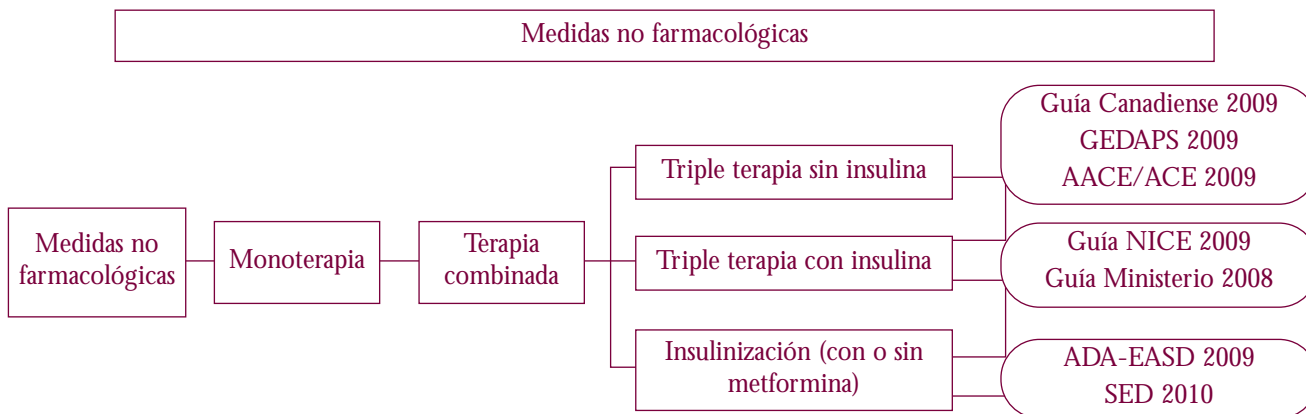 Medidas no farmacológicas
Medidas no
farmacológicas
Monoterapia
Terapia
combinada
Triple terapia sin insulina
Triple terapia con insulina
Insulinización (con o sin
metformina)
Guía Canadiense 2009
GEDAPS 2009
AACE/ACE 2009
Guía NICE 2009
Guía Ministerio 2008
ADA-EASD 2009
SED 2010